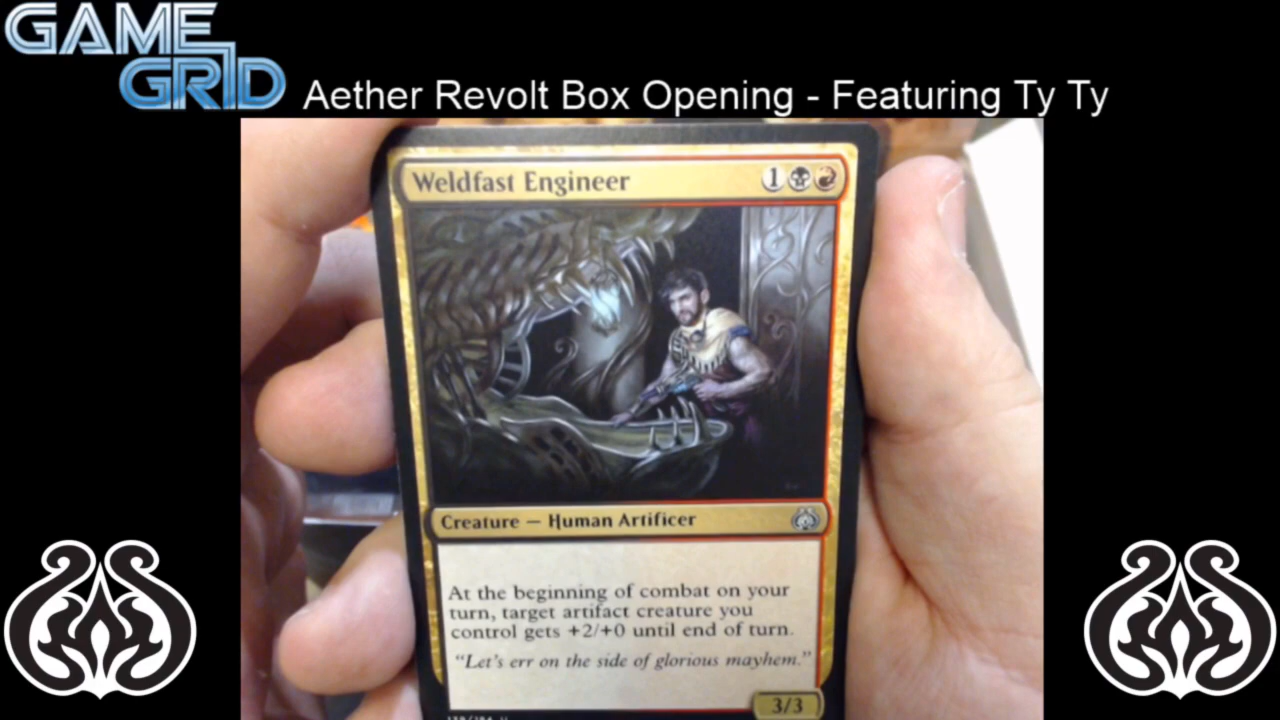 GAME
GRID
Aether Revolt Box Opening - Featuring Ty Ty
Weldfast Engineer
1
Creature — Human Artificer
At the beginning of combat on your
turn, target artifact creature you
control gets +2/+0 until end of turn.
"Let's err on the side of glorious mayhem."
3/3